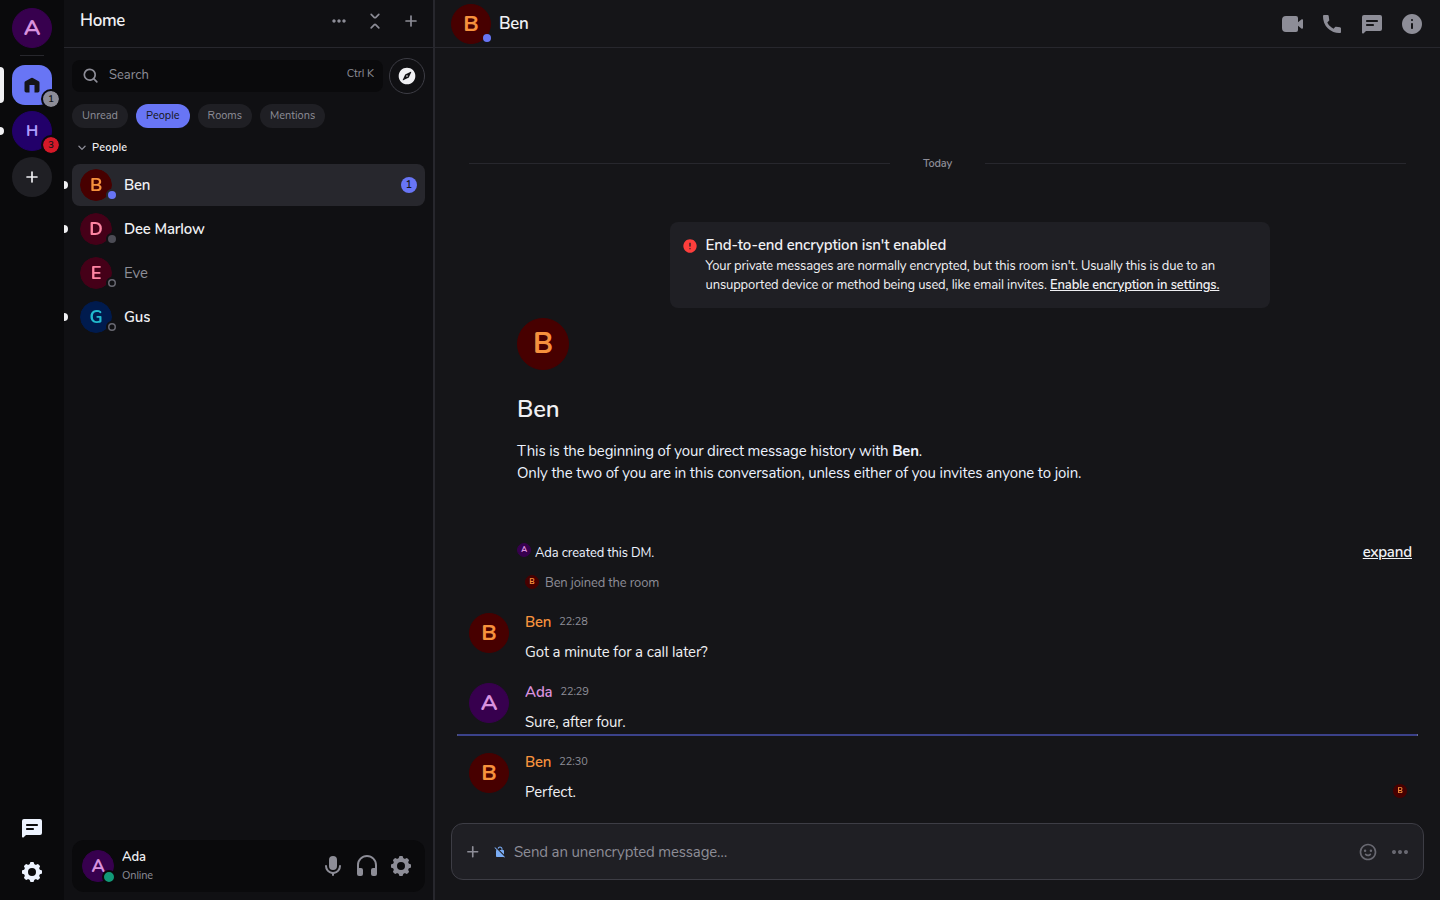 A
Home
1
H
3
Search
Ctrl K
Unread
People
Rooms
Mentions
People
B
Ben
1
D
Dee Marlow
E
Eve
G
Gus
A
Ada
Online
B
Ben
Today
End-to-end encryption isn't enabled
Your private messages are normally encrypted, but this room isn't. Usually this is due to an
unsupported device or method being used, like email invites. Enable encryption in settings.
B
Ben
This is the beginning of your direct message history with Ben.
Only the two of you are in this conversation, unless either of you invites anyone to join.
A
Ada created this DM.
expand
B
Ben joined the room
B
Ben 22:28
Got a minute for a call later?
A
Ada 22:29
Sure, after four.
B
Ben 22:30
Perfect.
B
Send an unencrypted message...